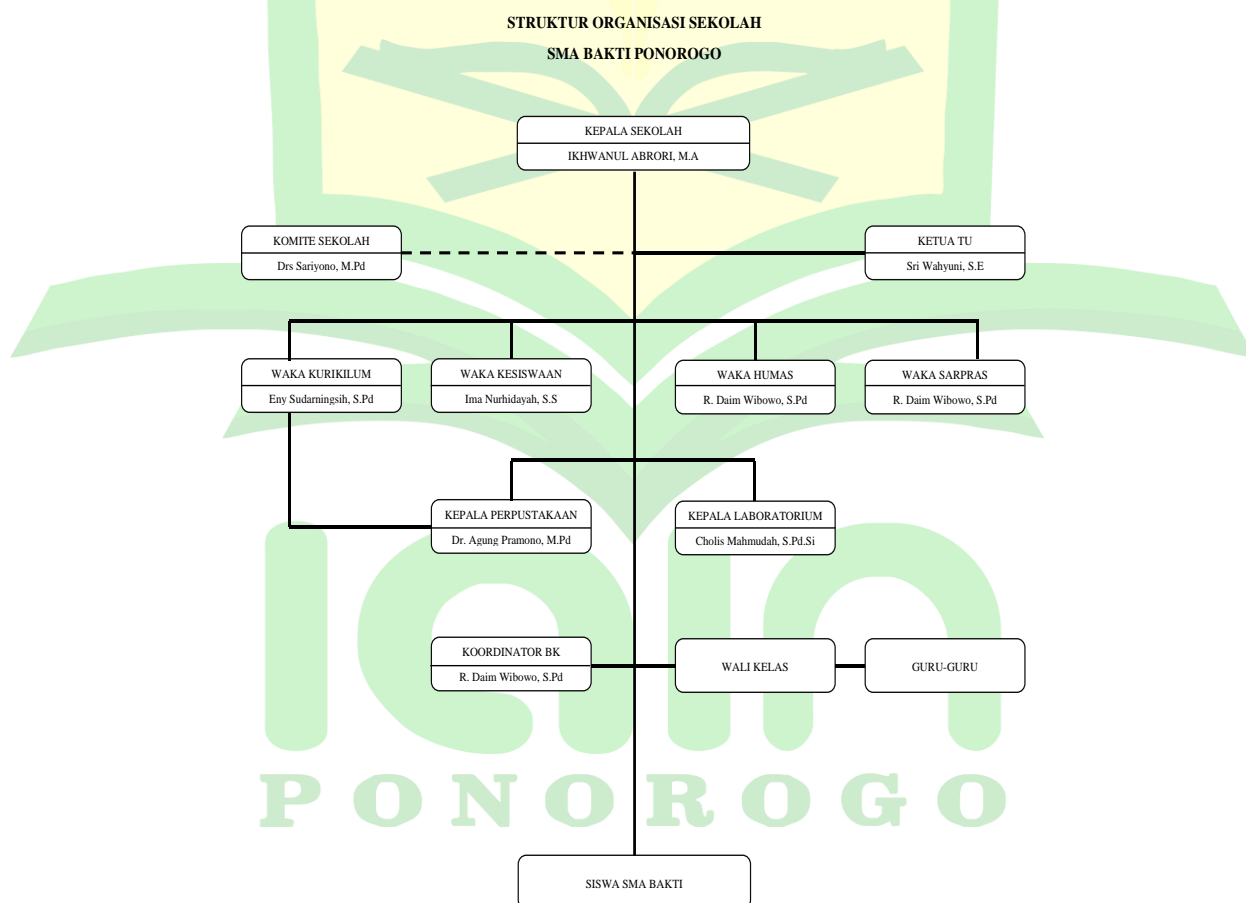 STRUKTUR ORGANISASI SEKOLAH
SMA BAKTI PONOROGO
KEPALA SEKOLAH
IKHWANUL ABRORI, M.A
KOMITE SEKOLAH
Drs Sariyono, M.Pd
KETUA TU
Sri Wahyuni, S.E
WAKA KURIKILUM
Eny Sudarningsih, S.Pd
WAKA KESISWAAN
Ima Nurhidayah, S.S
WAKA HUMAS
R. Daim Wibowo, S.Pd
WAKA SARPRAS
R. Daim Wibowo, S.Pd
KEPALA PERPUSTAKAAN
Dr. Agung Pramono, M.Pd
KEPALA LABORATORIUM
Cholis Mahmudah, S.Pd.Si
KOORDINATOR BK
R. Daim Wibowo, S.Pd
WALI KELAS
GURU-GURU
iain
PONOROGO
SISWA SMA BAKTI